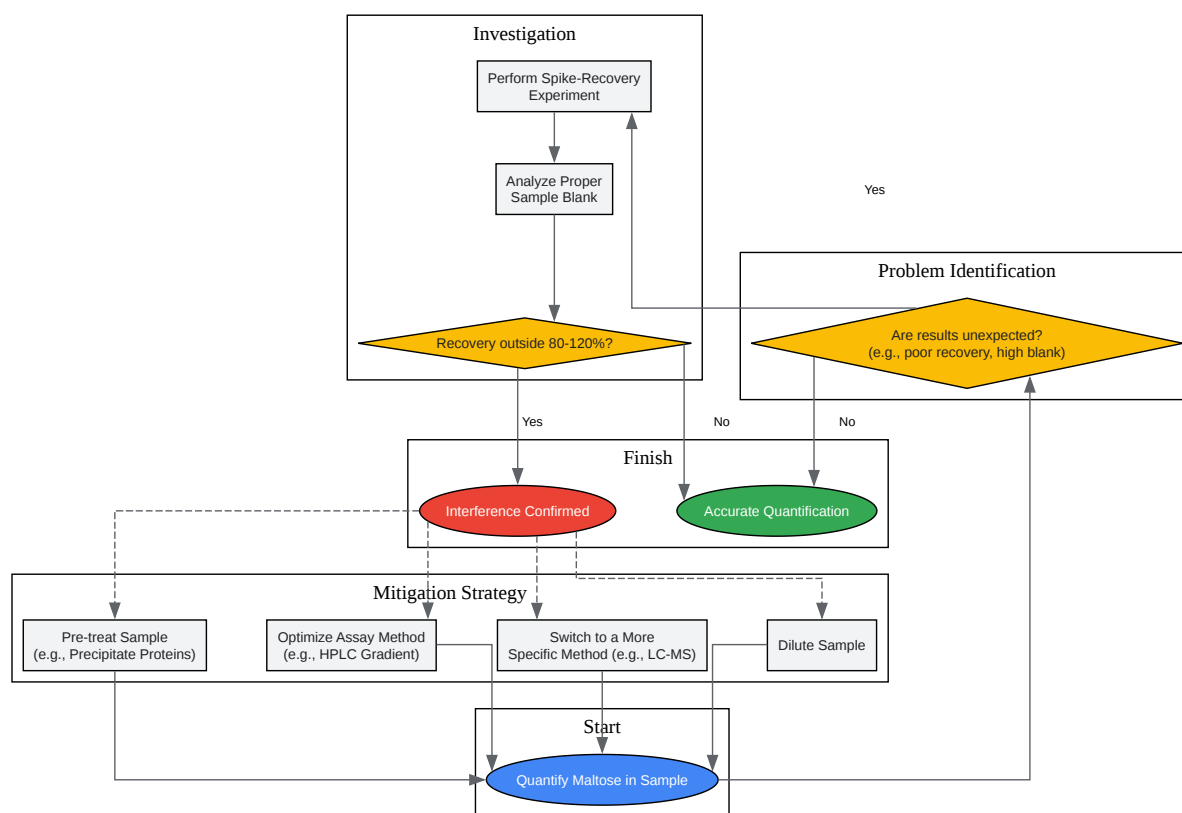 Investigation
Perform Spike-Recovery
Experiment
Analyze Proper
Sample Blank
Yes
Problem Identification
Are results unexpected?
(e.g., poor recovery, high blank)
Recovery outside 80-120%?
Yes
No
No
Finish
Interference Confirmed
Accurate Quantification
Mitigation Strategy
Pre-treat Sample
(e.g., Precipitate Proteins)
Optimize Assay Method
(e.g., HPLC Gradient)
Switch to a More
Specific Method (e.g., LC-MS)
Dilute Sample
Start
Quantify Maltose in Sample